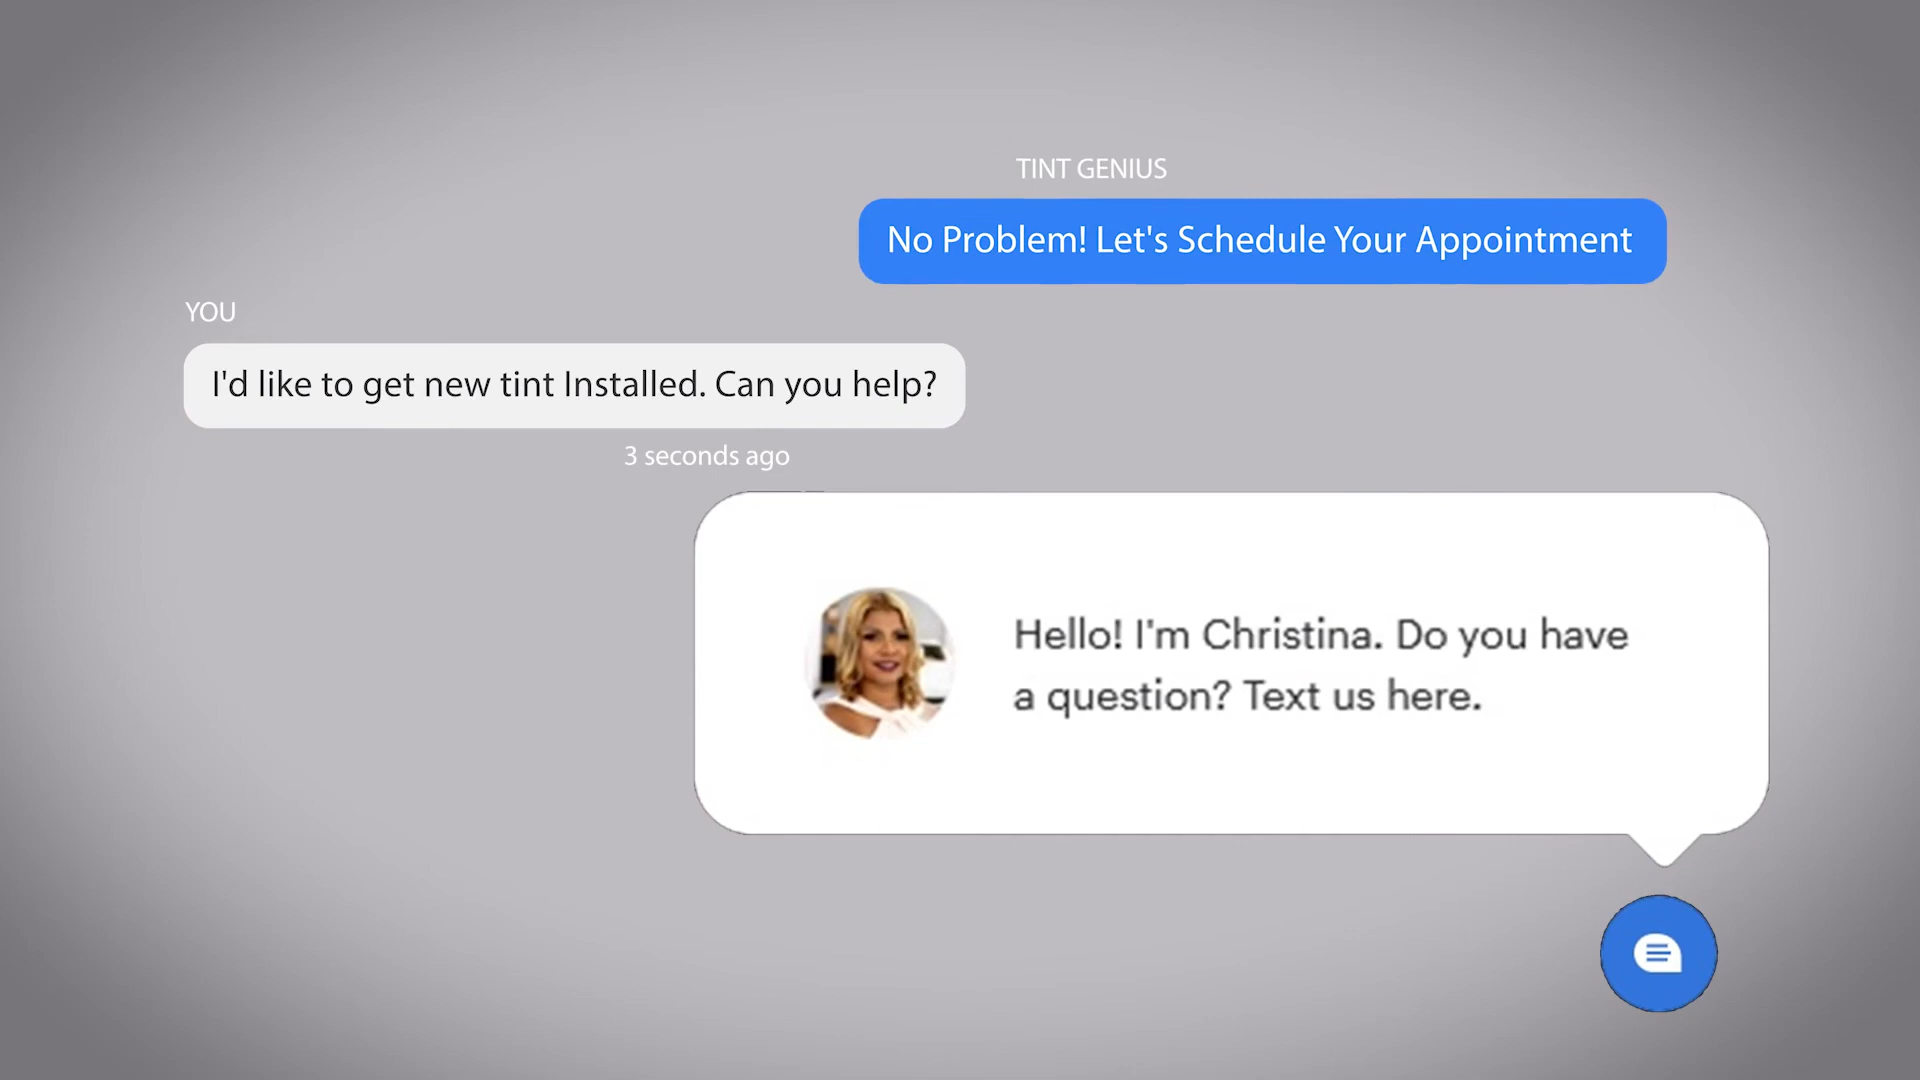 TINT GENIUS
No Problem! Let's Schedule Your Appointment
YOU
I'd like to get new tint Installed. Can you help?
3 seconds ago
Hello! I'm Christina. Do you have
a question? Text us here.